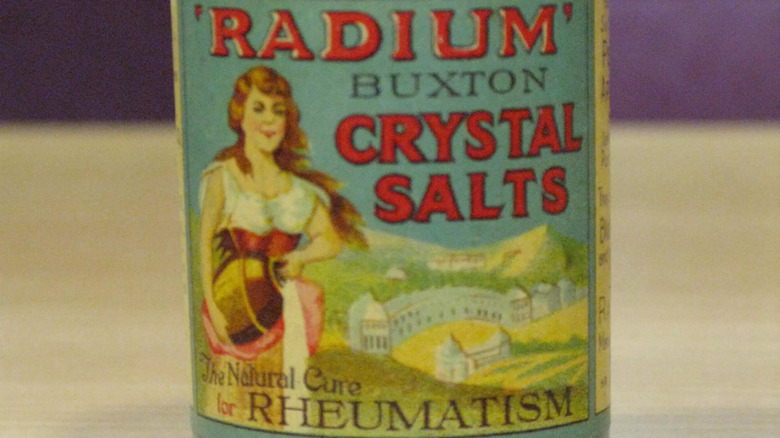 'RADIUM'
BUXTON
CRYSTAL
SALTS
The Natural Cure
for RHEUMATISM